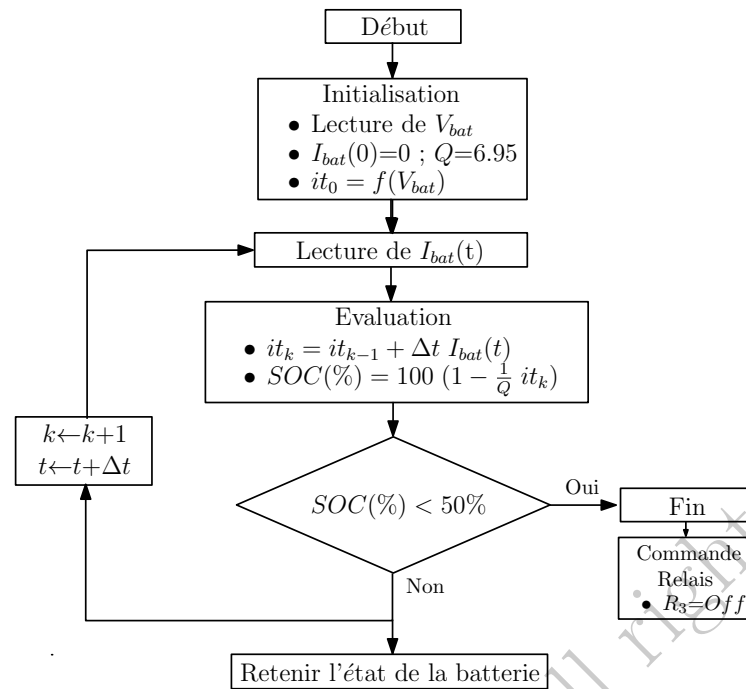 Début
Initialisation
• Lecture de V_bat
• I_bat(0)=0 ; Q=6.95
• it_0 = f(V_bat)
Lecture de I_bat(t)
Evaluation
• it_k = it_{k−1} + Δt I_bat(t)
• SOC(%) = 100 (1 − 1/Q it_k)
k←k+1
t←t+Δt
SOC(%) < 50%
Oui
Fin
Commande
Relais
• R_3=Off
Non
Retenir l'état de la batterie
all right